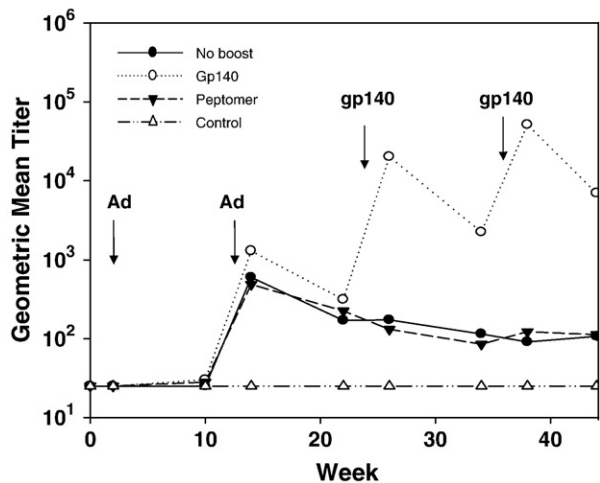 10^6
10^5
10^4
10^3
10^2
10^1
Geometric Mean Titer
No boost
Gp140
Peptomer
Control
gp140 gp140
Ad Ad
0 10 20 30 40
Week